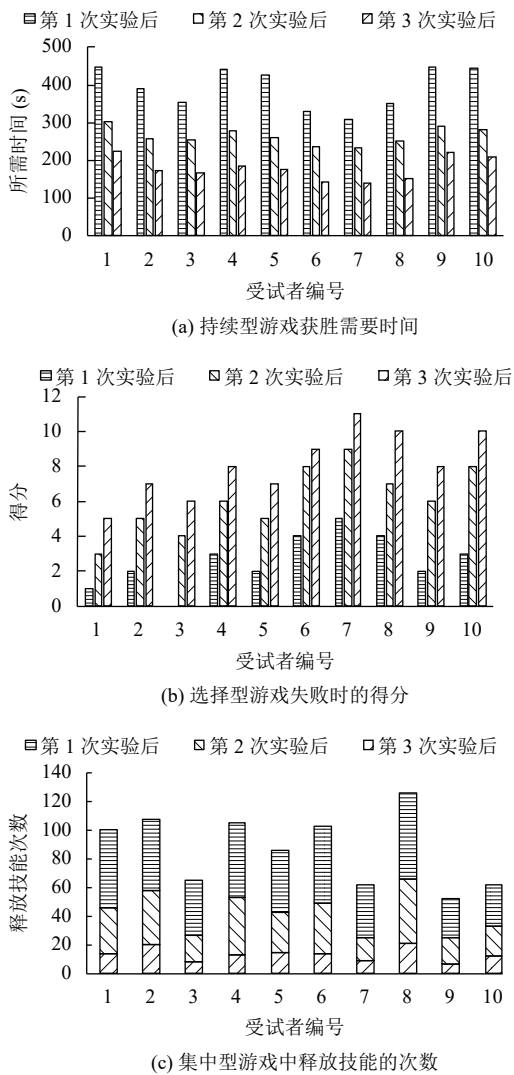 第 1 次实验后 第 2 次实验后 第 3 次实验后
500
400
300
200
100
0
所需时间 (s)
1 2 3 4 5 6 7 8 9 10
受试者编号
(a) 持续型游戏获胜需要时间
第 1 次实验后 第 2 次实验后 第 3 次实验后
12
10
8
6
4
2
0
得分
1 2 3 4 5 6 7 8 9 10
受试者编号
(b) 选择型游戏失败时的得分
第 1 次实验后 第 2 次实验后 第 3 次实验后
140
120
100
80
60
40
20
0
释放技能次数
1 2 3 4 5 6 7 8 9 10
受试者编号
(c) 集中型游戏中释放技能的次数